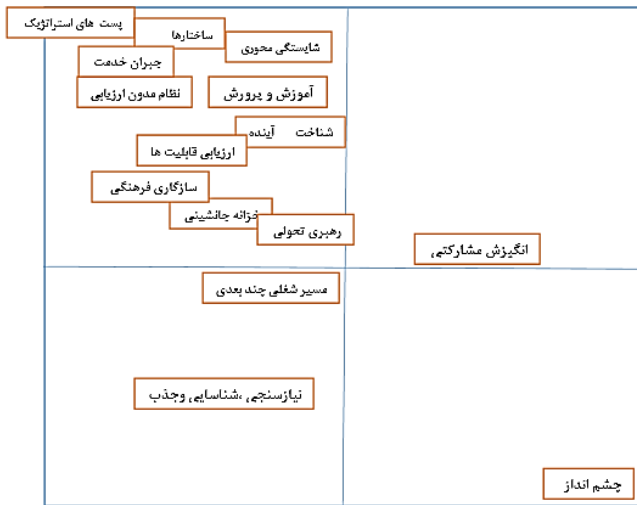 پست های استراتژیک
ساختارها
شایستگی محوری
جبران خدمت
نظام مدون ارزیابی
آموزش و پرورش
شناخت آینده
ارزیابی قابلیت ها
سازگاری فرهنگی
خزانه جانشینی
رهبری تحولی
انگیزش مشارکتی
مسیر شغلی چند بعدی
نیازسنجی ،شناسایی وجذب
چشم انداز